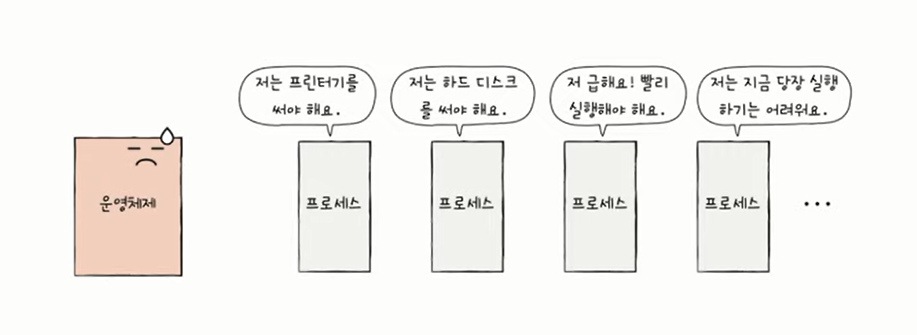 저는 프린터기를
써야 해요.
저는 하드 디스크
를 써야 해요.
저 급해요! 빨리
실행해야 해요.
저는 지금 당장 실행
하기는 어려워요.
운영체제
프로세스
프로세스
프로세스
프로세스
...